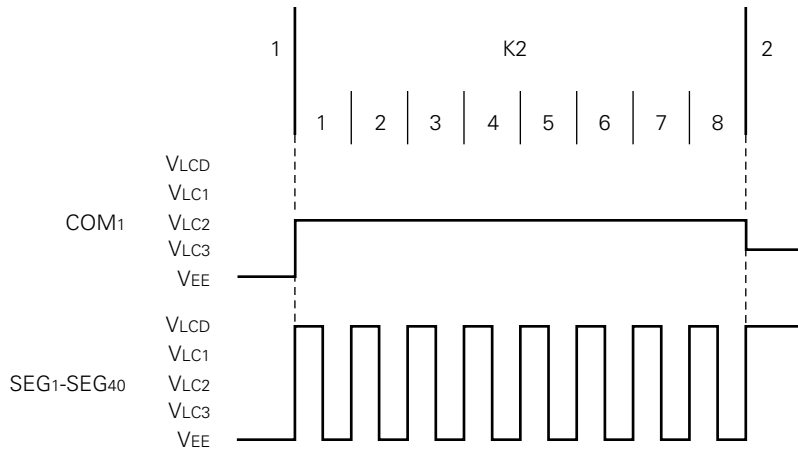 1 K2 2
1 2 3 4 5 6 7 8
VLCD
VLC1
COM1 VLC2
VLC3
VEE
VLCD
VLC1
SEG1-SEG40 VLC2
VLC3
VEE